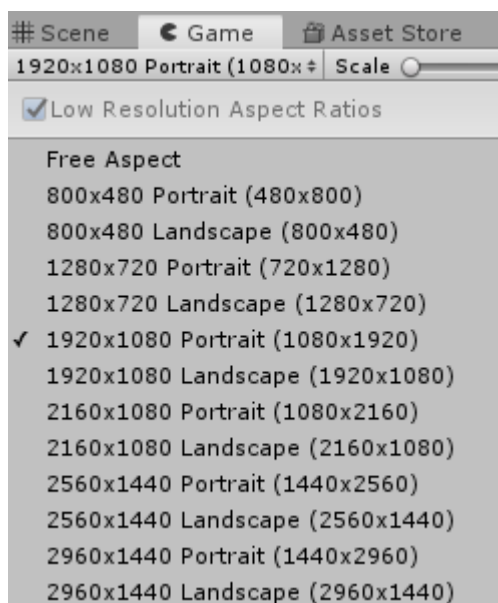 Scene Game Asset Store
1920x1080 Portrait (1080x Scale
Low Resolution Aspect Ratios
Free Aspect
800x480 Portrait (480x800)
800x480 Landscape (800x480)
1280x720 Portrait (720x1280)
1280x720 Landscape (1280x720)
1920x1080 Portrait (1080x1920)
1920x1080 Landscape (1920x1080)
2160x1080 Portrait (1080x2160)
2160x1080 Landscape (2160x1080)
2560x1440 Portrait (1440x2560)
2560x1440 Landscape (2560x1440)
2960x1440 Portrait (1440x2960)
2960x1440 Landscape (2960x1440)